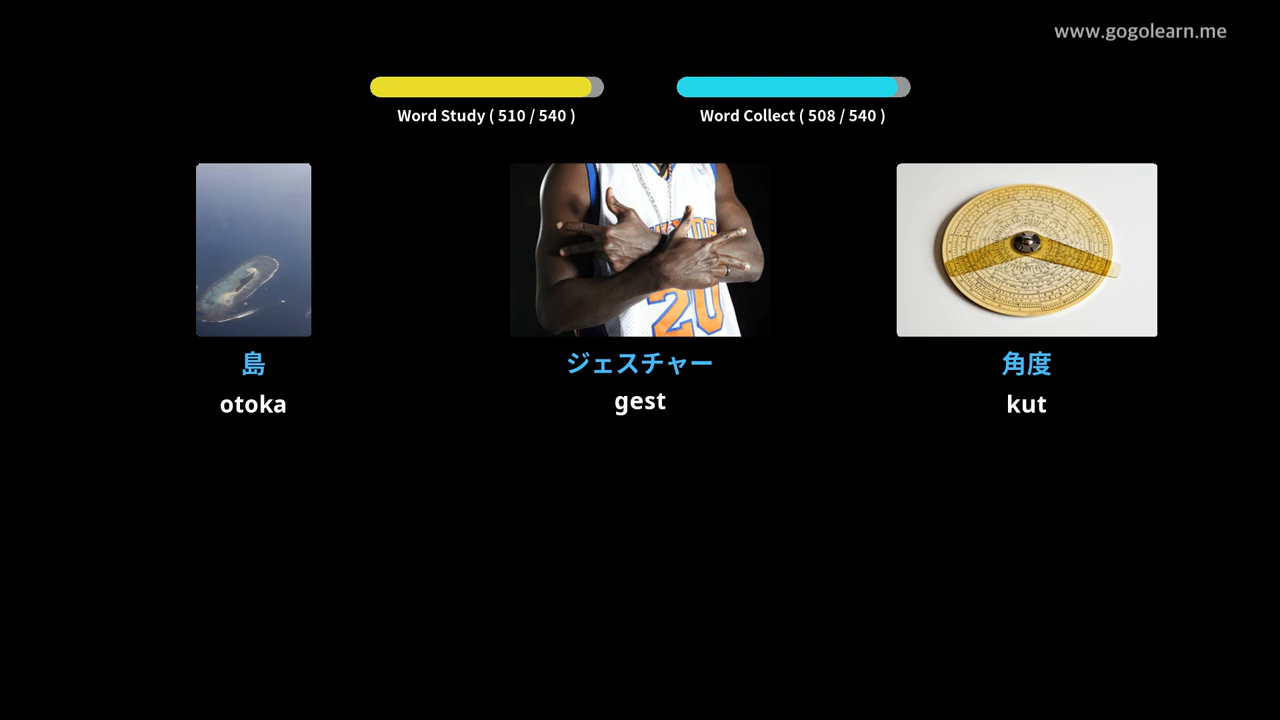 www.gogolearn.me
Word Study ( 510 / 540 )
Word Collect ( 508 / 540 )
20
島
otoka
ジェスチャー
gest
角度
kut